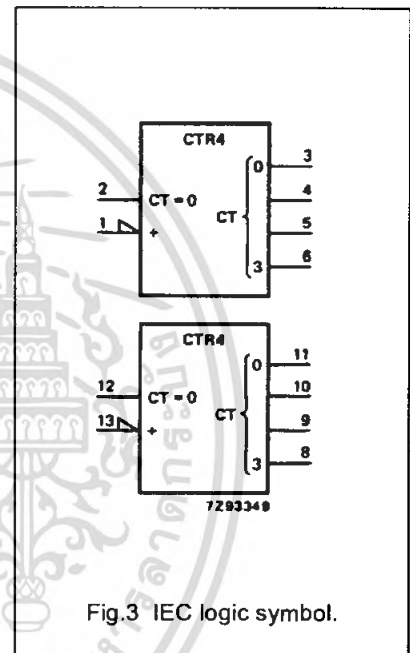 CTR4
2 CT = 0
1 +
CT
0 3
4
5
3 6
CTR4
12 CT = 0
13 +
CT
0 11
10
9
3 8
7Z93349
Fig.3 IEC logic symbol.